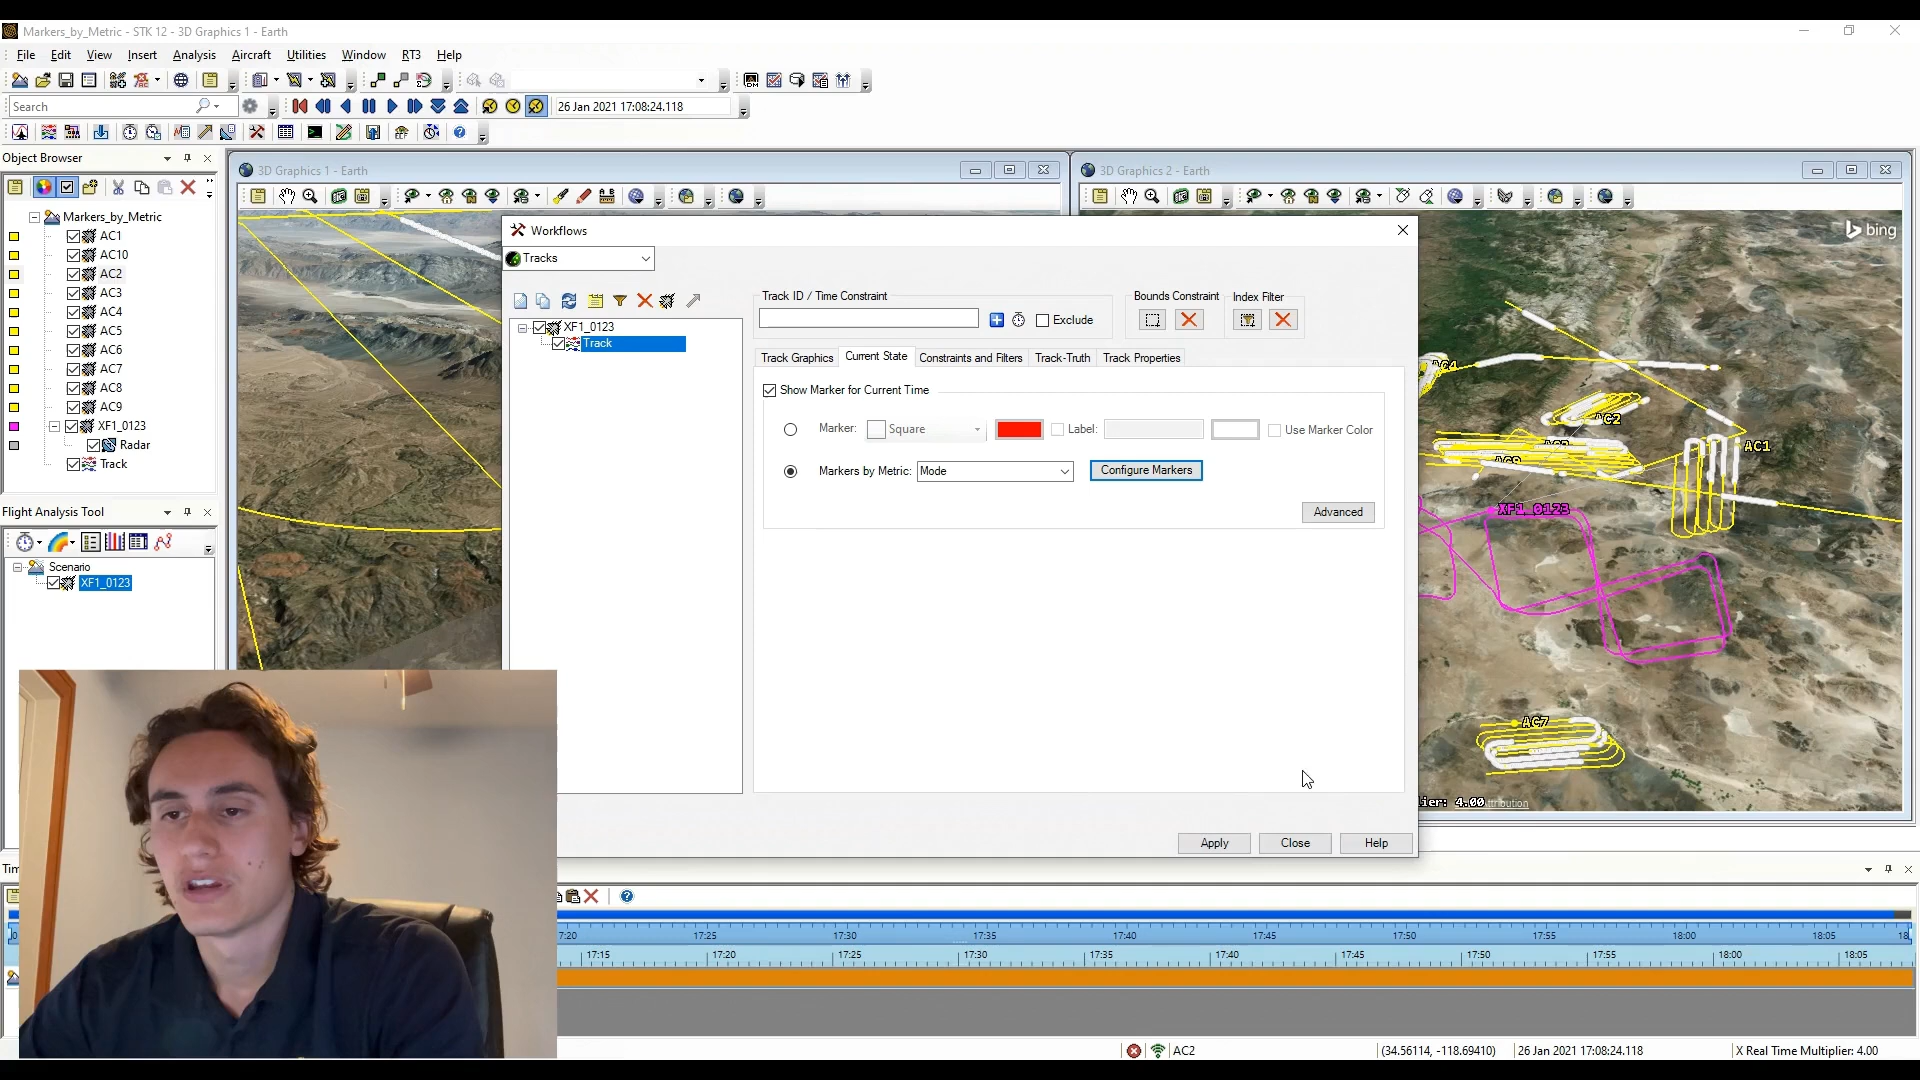 Markers_by_Metric - STK 12 - 3D Graphics 1 - Earth
File Edit View Insert Analysis Aircraft Utilities Window RT3 Help
Search
26 Jan 2021 17:08:24.118
Object Browser
Markers_by_Metric
AC1
AC10
AC2
AC3
AC4
AC5
AC6
AC7
AC8
AC9
XF1_0123
Radar
Track
Flight Analysis Tool
Scenario
XF1_0123
3D Graphics 1 - Earth
3D Graphics 2 - Earth
bing
AC4
AC2
AC1
XF1_0123
AC7
lier: 4.00
Workflows
Tracks
XF1_0123
Track
Track ID / Time Constraint
Exclude
Bounds Constraint
Index Filter
Track Graphics Current State Constraints and Filters Track-Truth Track Properties
Show Marker for Current Time
Marker: Square Label: Use Marker Color
Markers by Metric: Mode Configure Markers
Advanced
Apply Close Help
Tim
7:20 17:25 17:30 17:35 17:40 17:45 17:50 17:55 18:00 18:05 18
17:15 17:20 17:25 17:30 17:35 17:40 17:45 17:50 17:55 18:00 18:05
AC2 (34.56114, -118.69410) 26 Jan 2021 17:08:24.118 X Real Time Multiplier: 4.00